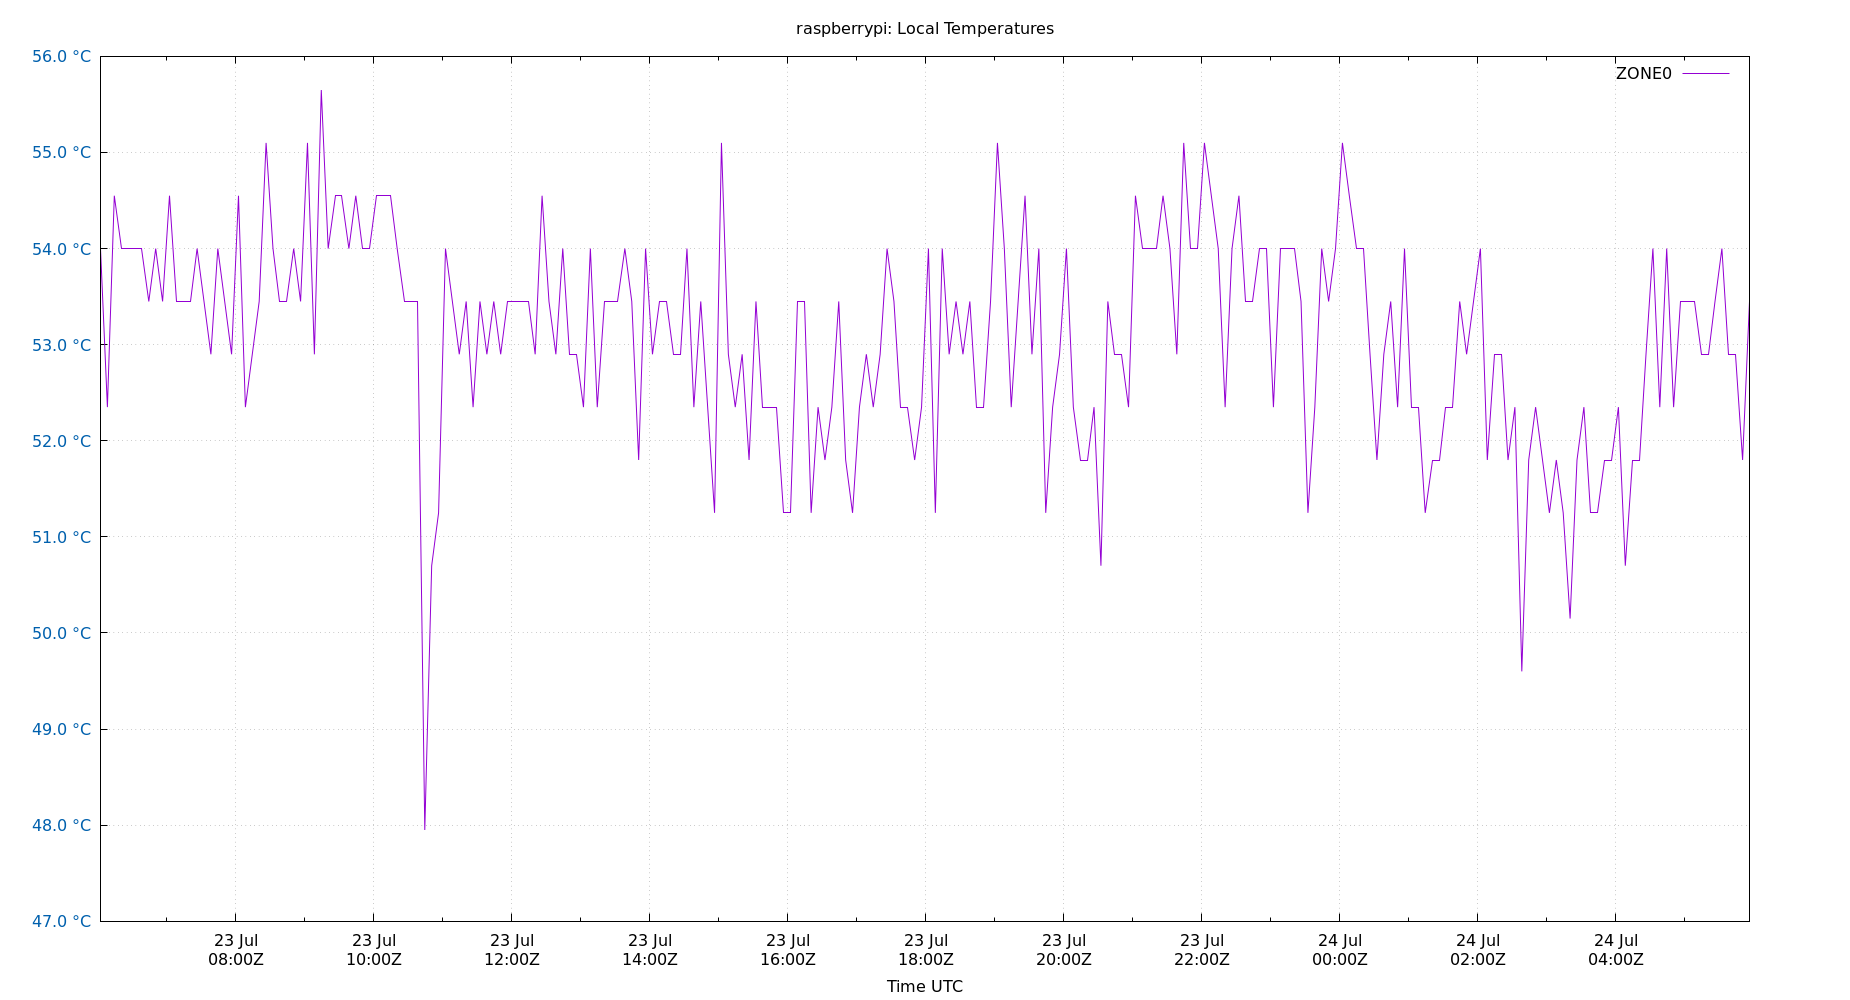 raspberrypi: Local Temperatures
56.0 °C
ZONE0
55.0 °C
54.0 °C
53.0 °C
52.0 °C
51.0 °C
50.0 °C
49.0 °C
48.0 °C
47.0 °C
23 Jul 23 Jul 23 Jul 23 Jul 23 Jul 23 Jul 23 Jul 23 Jul 24 Jul 24 Jul 24 Jul
08:00Z 10:00Z 12:00Z 14:00Z 16:00Z 18:00Z 20:00Z 22:00Z 00:00Z 02:00Z 04:00Z
Time UTC